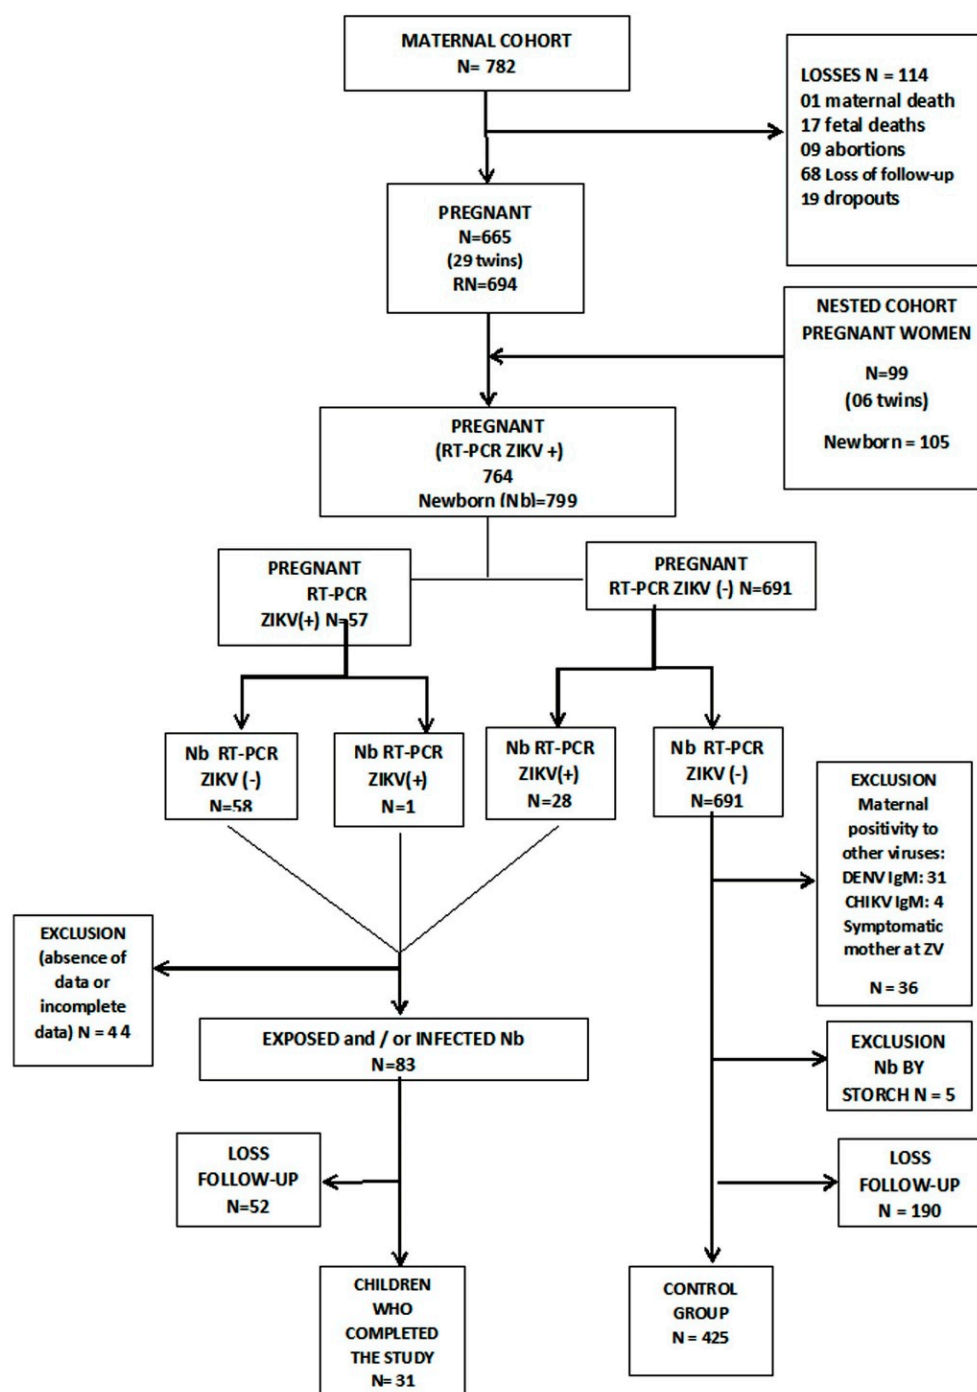 MATERNAL COHORT
N= 782
LOSSES N = 114
01 maternal death
17 fetal deaths
09 abortions
68 Loss of follow-up
19 dropouts
PREGNANT
N=665
(29 twins)
RN=694
NESTED COHORT
PREGNANT WOMEN
N=99
(06 twins)
Newborn = 105
PREGNANT
(RT-PCR ZIKV +)
764
Newborn (Nb)=799
PREGNANT
RT-PCR
ZIKV(+) N=57
PREGNANT
RT-PCR ZIKV (-) N=691
Nb RT-PCR
ZIKV (-)
N=58
Nb RT-PCR
ZIKV(+)
N=1
Nb RT-PCR
ZIKV(+)
N=28
Nb RT-PCR
ZIKV (-)
N=691
EXCLUSION
Maternal
positivity to
other viruses:
DENV IgM: 31
CHIKV IgM: 4
Symptomatic
mother at ZV
N = 36
EXCLUSION
(absence of
data or
incomplete
data) N = 4 4
EXPOSED and / or INFECTED Nb
N=83
EXCLUSION
Nb BY
STORCH N = 5
LOSS
FOLLOW-UP
N=52
LOSS
FOLLOW-UP
N = 190
CHILDREN
WHO
COMPLETED
THE STUDY
N= 31
CONTROL
GROUP
N = 425